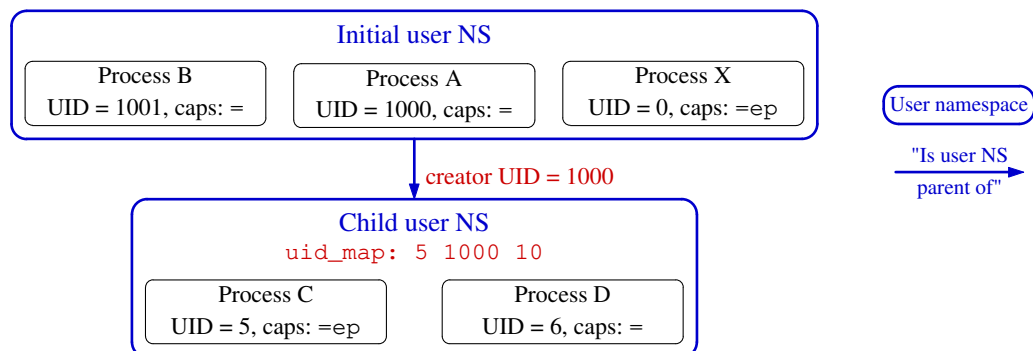 Initial user NS
Process B
UID = 1001, caps: =
Process A
UID = 1000, caps: =
Process X
UID = 0, caps: =ep
User namespace
"Is user NS
parent of"
creator UID = 1000
Child user NS
uid_map: 5 1000 10
Process C
UID = 5, caps: =ep
Process D
UID = 6, caps: =